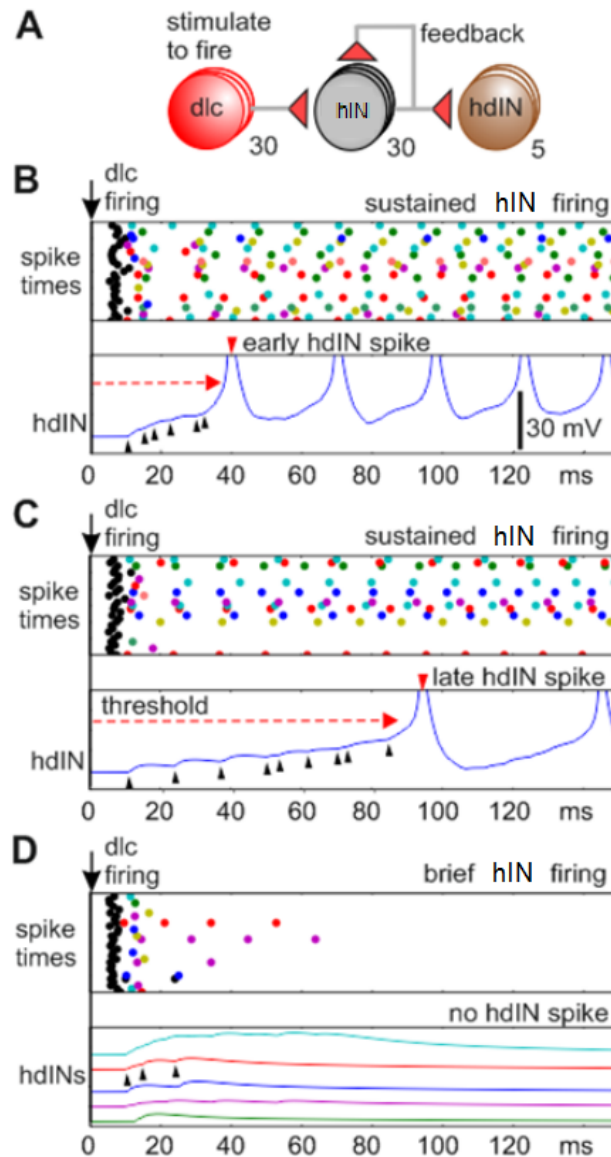 A
stimulate
to fire
feedback
dlc
hIN
hdIN
30
30
5
B
dlc
firing
sustained hIN firing
spike
times
early hdIN spike
hdIN
30 mV
0 20 40 60 80 100 120 ms
C
dlc
firing
sustained hIN firing
spike
times
late hdIN spike
threshold
hdIN
0 20 40 60 80 100 120 ms
D
dlc
firing
brief hIN firing
spike
times
no hdIN spike
hdINs
0 20 40 60 80 100 120 ms